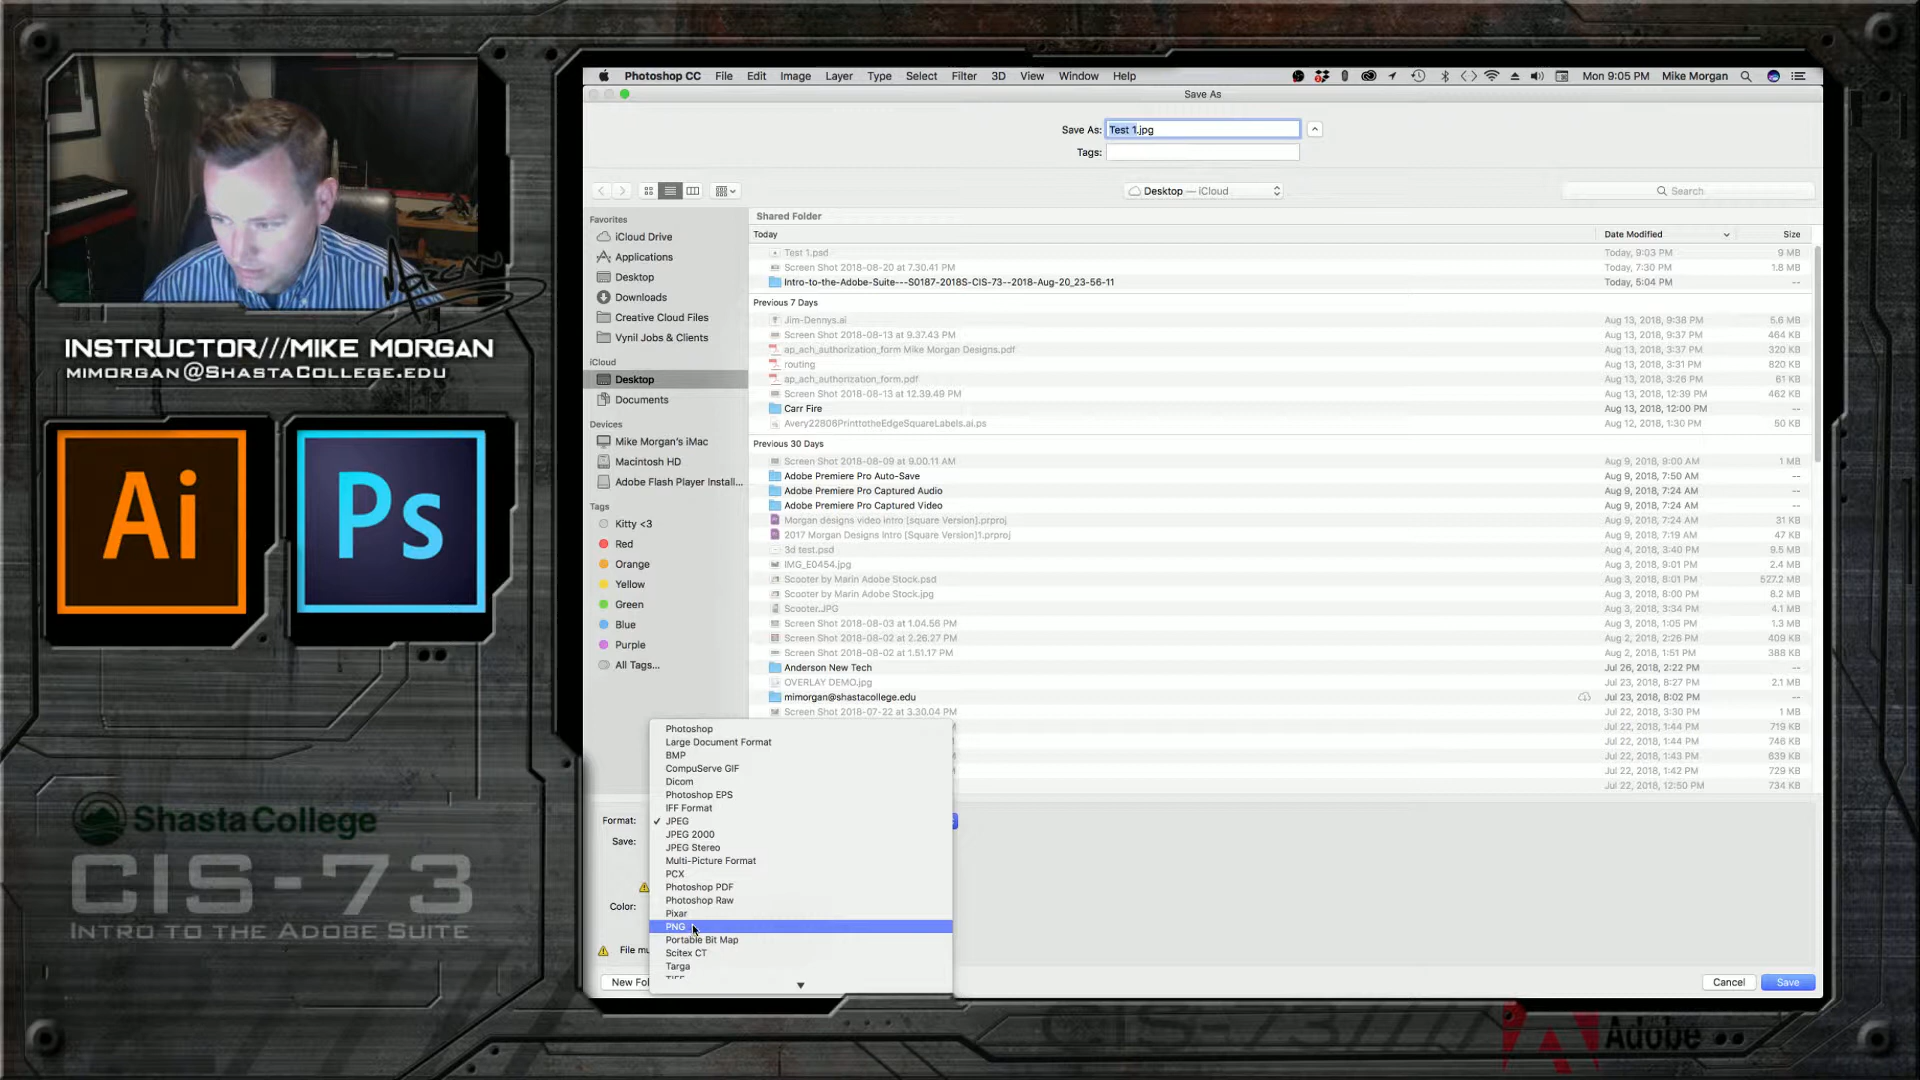 Photoshop CC File Edit Image Layer Type Select Filter 3D View Window Help Mon 9:05 PM Mike Morgan
Save As
Save As: Test 1.jpg
Tags:
Desktop — iCloud
Search
Favorites
iCloud Drive
Applications
Desktop
Downloads
Creative Cloud Files
Vynil Jobs & Clients
iCloud
Desktop
Documents
Devices
Mike Morgan's iMac
Macintosh HD
Adobe Flash Player Install...
Tags
Kitty <3
Red
Orange
Yellow
Green
Blue
Purple
All Tags...
Shared Folder
Today Date Modified Size
Test 1.psd Today, 9:03 PM 9 MB
Screen Shot 2018-08-20 at 7.30.41 PM Today, 7:30 PM 1.8 MB
Intro-to-the-Adobe-Suite---S0187-2018S-CIS-73--2018-Aug-20_23-56-11 Today, 5:04 PM --
Previous 7 Days
Jim-Dennys.ai Aug 13, 2018, 9:38 PM 5.6 MB
Screen Shot 2018-08-13 at 9.37.43 PM Aug 13, 2018, 9:37 PM 464 KB
ap_ach_authorization_form Mike Morgan Designs.pdf Aug 13, 2018, 3:37 PM 320 KB
routing Aug 13, 2018, 3:31 PM 820 KB
ap_ach_authorization_form.pdf Aug 13, 2018, 3:26 PM 61 KB
Screen Shot 2018-08-13 at 12.39.49 PM Aug 13, 2018, 12:39 PM 462 KB
Carr Fire Aug 13, 2018, 12:00 PM --
Avery22806PrinttotheEdgeSquareLabels.ai.ps Aug 12, 2018, 1:30 PM 50 KB
Previous 30 Days
Screen Shot 2018-08-09 at 9.00.11 AM Aug 9, 2018, 9:00 AM 1 MB
Adobe Premiere Pro Auto-Save Aug 9, 2018, 7:50 AM --
Adobe Premiere Pro Captured Audio Aug 9, 2018, 7:24 AM --
Adobe Premiere Pro Captured Video Aug 9, 2018, 7:24 AM --
Morgan designs video intro [square Version].prproj Aug 9, 2018, 7:24 AM 31 KB
2017 Morgan Designs Intro [Square Version]1.prproj Aug 9, 2018, 7:19 AM 47 KB
3d test.psd Aug 4, 2018, 3:40 PM 9.5 MB
IMG_E0454.jpg Aug 3, 2018, 9:01 PM 2.4 MB
Scooter by Marin Adobe Stock.psd Aug 3, 2018, 8:01 PM 527.2 MB
Scooter by Marin Adobe Stock.jpg Aug 3, 2018, 8:00 PM 8.2 MB
Scooter.JPG Aug 3, 2018, 3:34 PM 4.1 MB
Screen Shot 2018-08-03 at 1.04.56 PM Aug 3, 2018, 1:05 PM 1.3 MB
Screen Shot 2018-08-02 at 2.26.27 PM Aug 2, 2018, 2:26 PM 409 KB
Screen Shot 2018-08-02 at 1.51.17 PM Aug 2, 2018, 1:51 PM 388 KB
Anderson New Tech Jul 26, 2018, 2:22 PM --
OVERLAY DEMO.jpg Jul 23, 2018, 8:27 PM 2.1 MB
mimorgan@shastacollege.edu Jul 23, 2018, 8:02 PM --
Screen Shot 2018-07-22 at 3.30.04 PM Jul 22, 2018, 3:30 PM 1 MB
Jul 22, 2018, 1:44 PM 719 KB
Jul 22, 2018, 1:44 PM 746 KB
Jul 22, 2018, 1:43 PM 639 KB
Jul 22, 2018, 1:42 PM 729 KB
Jul 22, 2018, 12:50 PM 734 KB
Photoshop
Large Document Format
BMP
CompuServe GIF
Dicom
Photoshop EPS
IFF Format
Format: ✓ JPEG
JPEG 2000
Save: JPEG Stereo
Multi-Picture Format
PCX
Photoshop PDF
Photoshop Raw
Color: Pixar
PNG
Portable Bit Map
File mu Scitex CT
Targa
TIFF
New Fol Cancel Save
INSTRUCTOR///MIKE MORGAN
MIMORGAN@SHASTACOLLEGE.EDU
Ai Ps
Shasta College
CIS-73
INTRO TO THE ADOBE SUITE
CIS-73/// Adobe